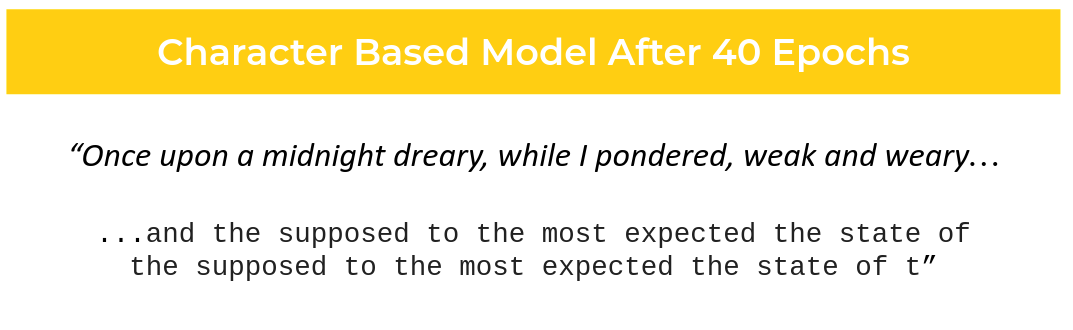 Character Based Model After 40 Epochs
“Once upon a midnight dreary, while I pondered, weak and weary…
...and the supposed to the most expected the state of
the supposed to the most expected the state of t”